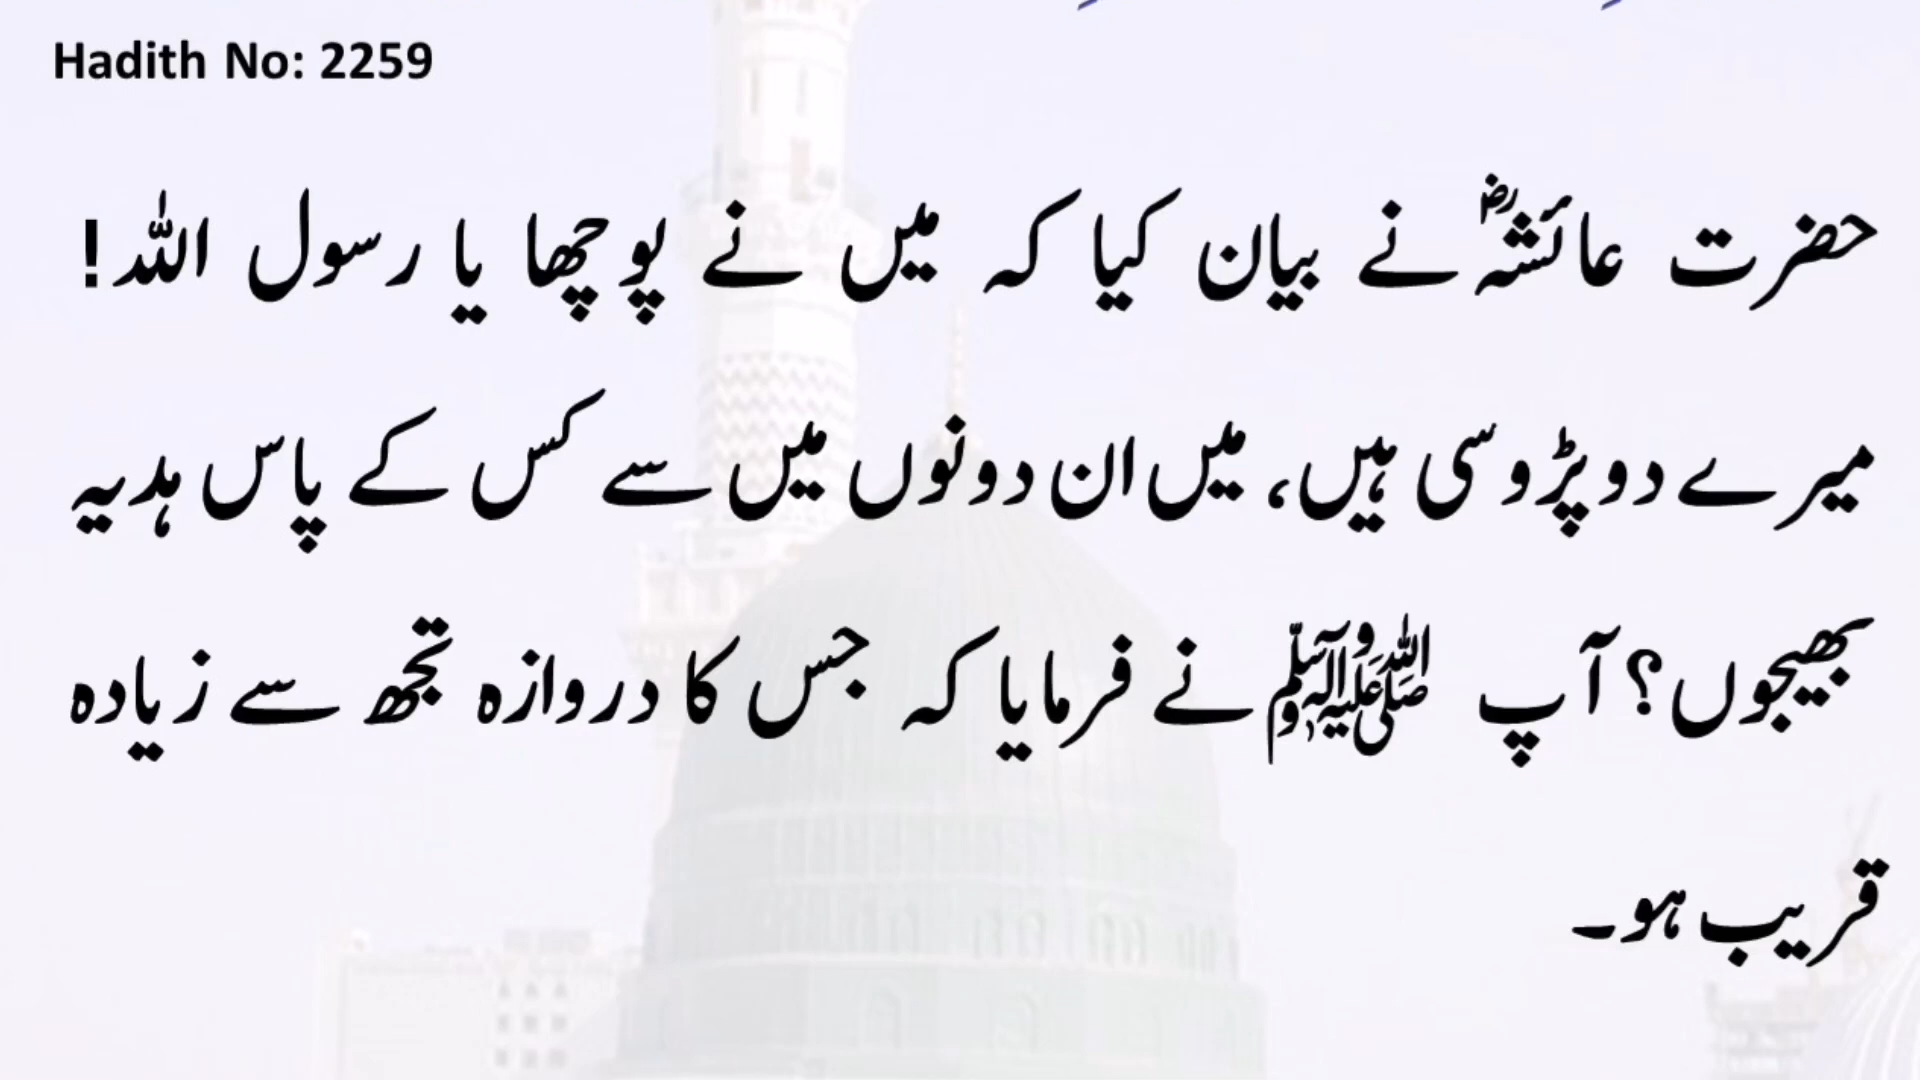 Hadith No: 2259
حضرت عائشہؓ نے بیان کیا کہ میں نے پوچھا یا رسول اللہ!
میرے دو پڑوسی ہیں، میں ان دونوں میں سے کس کے پاس ہدیہ
بھیجوں؟ آپ ﷺ نے فرمایا کہ جس کا دروازہ تجھ سے زیادہ
قریب ہو۔